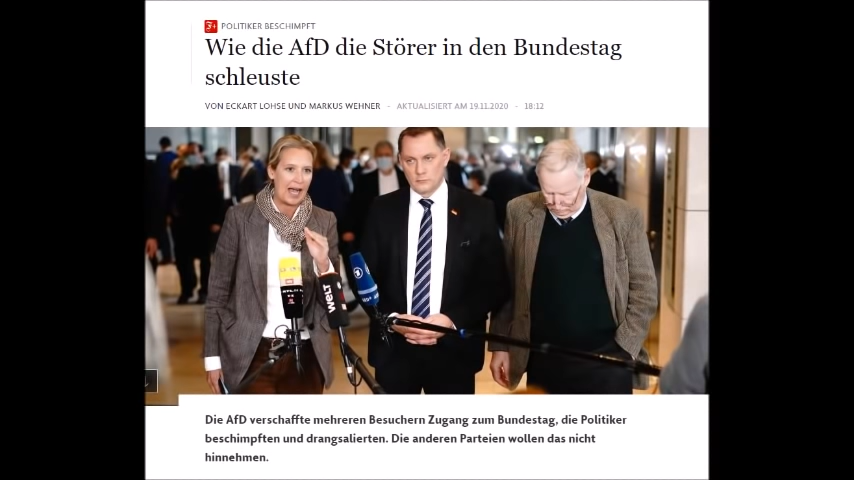 F+ POLITIKER BESCHIMPFT
Wie die AfD die Störer in den Bundestag
schleuste
VON ECKART LOHSE UND MARKUS WEHNER - AKTUALISIERT AM 19.11.2020 - 18:12
WELT
Die AfD verschaffte mehreren Besuchern Zugang zum Bundestag, die Politiker
beschimpften und drangsalierten. Die anderen Parteien wollen das nicht
hinnehmen.